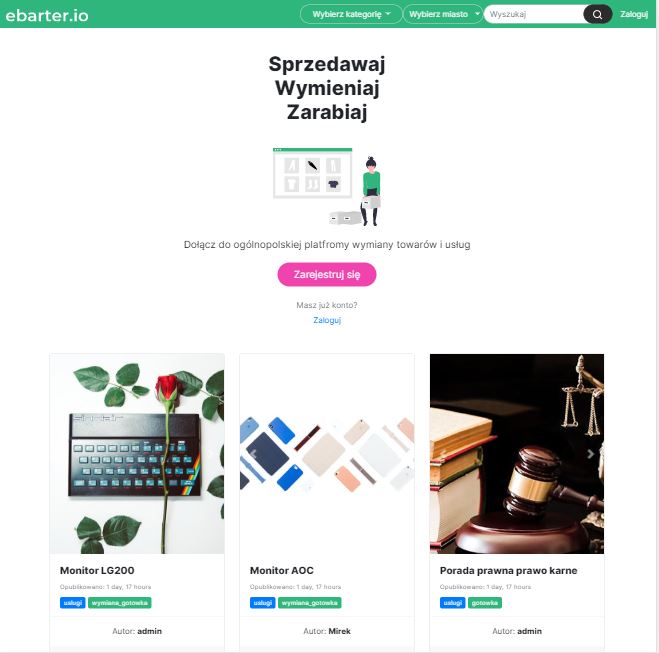 ebarter.io
Wybierz kategorię
Wybierz miasto
Wyszukaj
Zaloguj
Sprzedawaj
Wymieniaj
Zarabiaj
Dołącz do ogólnopolskiej platfromy wymiany towarów i usług
Zarejestruj się
Masz już konto?
Zaloguj
sinclair
Monitor LG200
Opublikowano: 1 day, 17 hours
usługi wymiana_gotowka
Autor: admin
Monitor AOC
Opublikowano: 1 day, 17 hours
usługi wymiana_gotowka
Autor: Mirek
Porada prawna prawo karne
Opublikowano: 1 day, 17 hours
usługi gotowka
Autor: admin